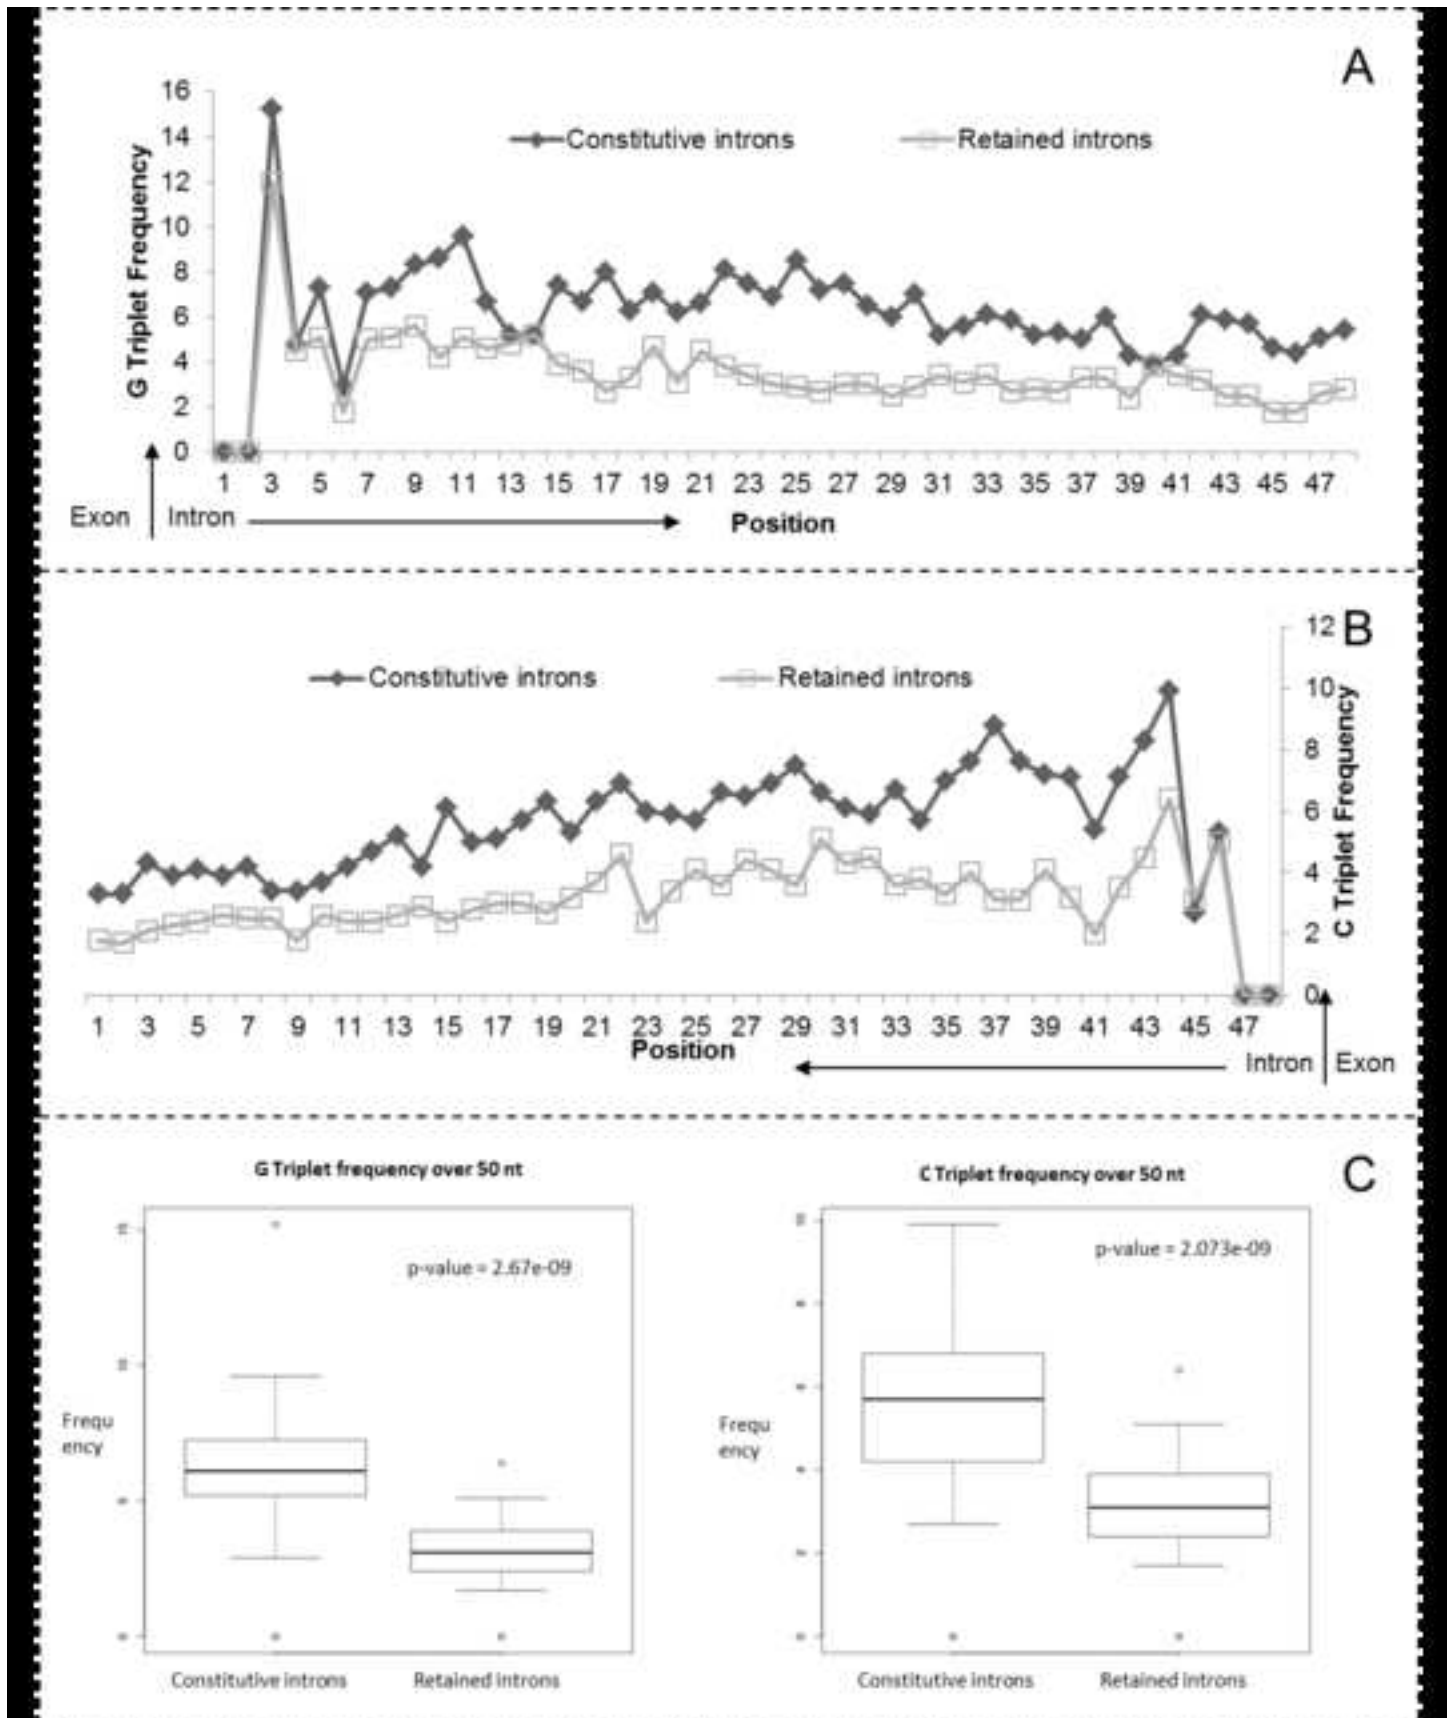 A
16
14
12
10
8
6
4
2
0
G Triplet Frequency
Constitutive introns
Retained introns
1 3 5 7 9 11 13 15 17 19 21 23 25 27 29 31 33 35 37 39 41 43 45 47
Exon Intron
Position
B
12
10
8
6
4
2
0
C Triplet Frequency
Constitutive introns
Retained introns
1 3 5 7 9 11 13 15 17 19 21 23 25 27 29 31 33 35 37 39 41 43 45 47
Position
Intron Exon
C
G Triplet frequency over 50 nt
p-value = 2.67e-09
Frequ
ency
Constitutive introns Retained introns
C Triplet frequency over 50 nt
p-value = 2.073e-09
Frequ
ency
Constitutive introns Retained introns